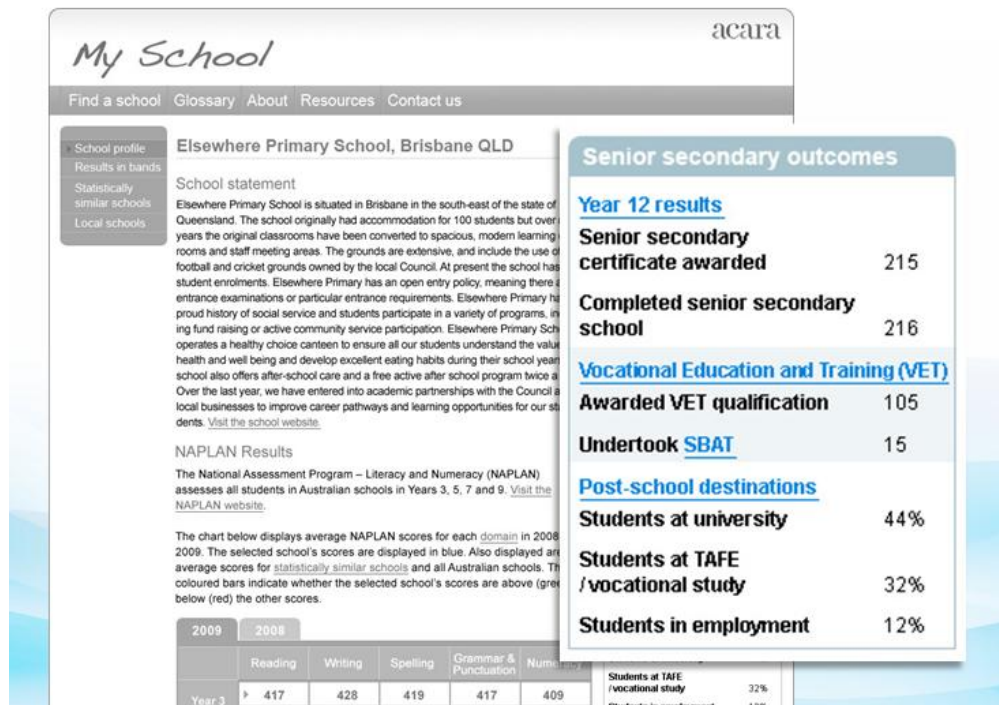 acara
My School
Find a school Glossary About Resources Contact us
School profile
Results in bands
Statistically
similar schools
Local schools
Elsewhere Primary School, Brisbane QLD
School statement
Elsewhere Primary School is situated in Brisbane in the south-east of the state of
Queensland. The school originally had accommodation for 100 students but over
years the original classrooms have been converted to spacious, modern learning
rooms and staff meeting areas. The grounds are extensive, and include the use of
football and cricket grounds owned by the local Council. At present the school has
student enrolments. Elsewhere Primary has an open entry policy, meaning there
entrance examinations or particular entrance requirements. Elsewhere Primary
proud history of social service and students participate in a variety of programs,
ing fund raising or active community service participation. Elsewhere Primary
operates a healthy choice canteen to ensure all our students understand the
health and well being and develop excellent eating habits during their school
school also offers after-school care and a free active after school program twice a
Over the last year, we have entered into academic partnerships with the Council
local businesses to improve career pathways and learning opportunities for our
dents. Visit the school website.
NAPLAN Results
The National Assessment Program – Literacy and Numeracy (NAPLAN)
assesses all students in Australian schools in Years 3, 5, 7 and 9. Visit the
NAPLAN website.
The chart below displays average NAPLAN scores for each domain in 2008
2009. The selected school's scores are displayed in blue. Also displayed are
average scores for statistically similar schools and all Australian schools.
coloured bars indicate whether the selected school's scores are above
below (red) the other scores.
2009 2008
Reading Writing Spelling Grammar &
Punctuation
Year 3 417 428 419 417 409
Senior secondary outcomes
Year 12 results
Senior secondary
certificate awarded 215
Completed senior secondary
school 216
Vocational Education and Training (VET)
Awarded VET qualification 105
Undertook SBAT 15
Post-school destinations
Students at university 44%
Students at TAFE
/vocational study 32%
Students in employment 12%
Students at TAFE
/vocational study 32%